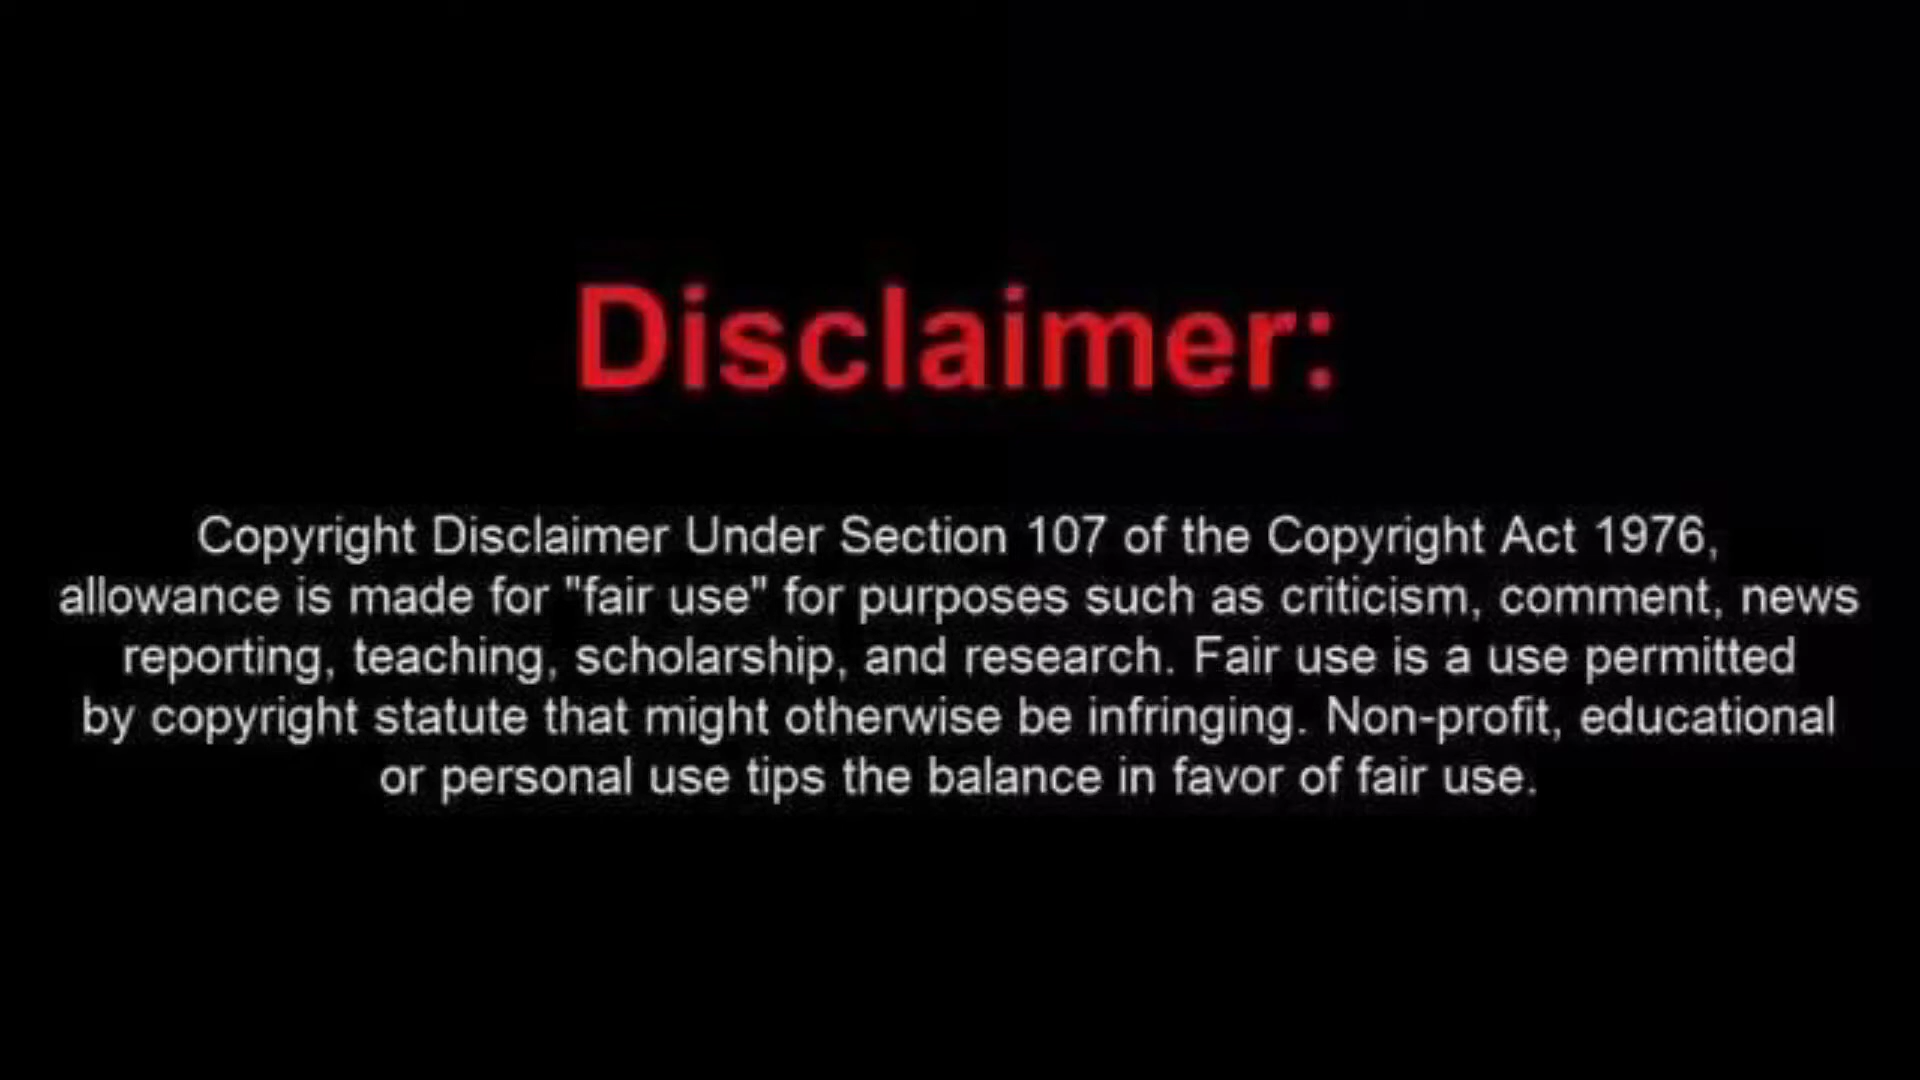 Disclaimer:
Copyright Disclaimer Under Section 107 of the Copyright Act 1976,
allowance is made for "fair use" for purposes such as criticism, comment, news
reporting, teaching, scholarship, and research. Fair use is a use permitted
by copyright statute that might otherwise be infringing. Non-profit, educational
or personal use tips the balance in favor of fair use.